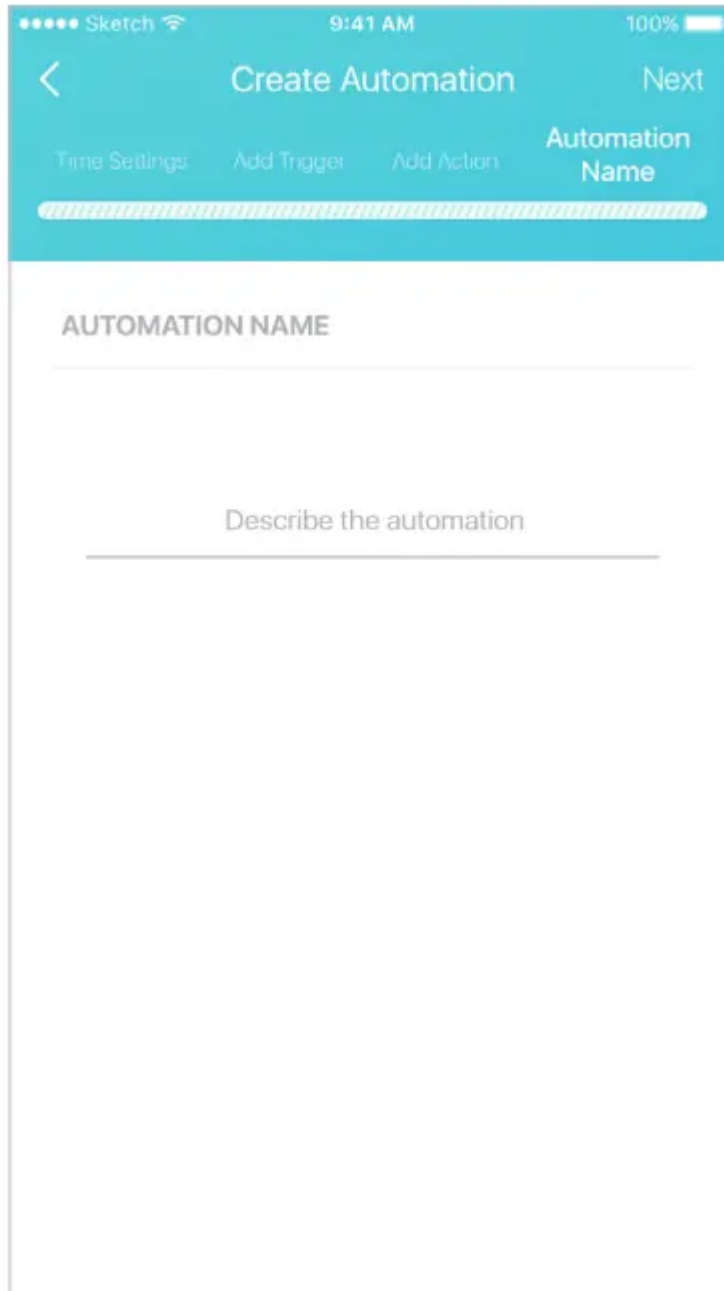 Sketch 9:41 AM 100%
Create Automation Next
Time Settings Add Trigger Add Action Automation
Name
AUTOMATION NAME
Describe the automation